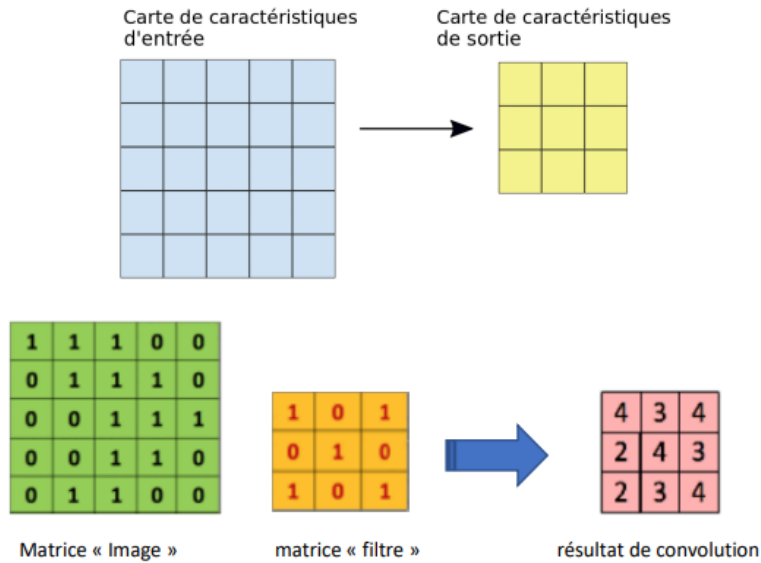 Carte de caractéristiques
d'entrée
Carte de caractéristiques
de sortie
1 1 1 0 0
0 1 1 1 0
0 0 1 1 1
0 0 1 1 0
0 1 1 0 0
1 0 1
0 1 0
1 0 1
4 3 4
2 4 3
2 3 4
Matrice « Image »
matrice « filtre »
résultat de convolution